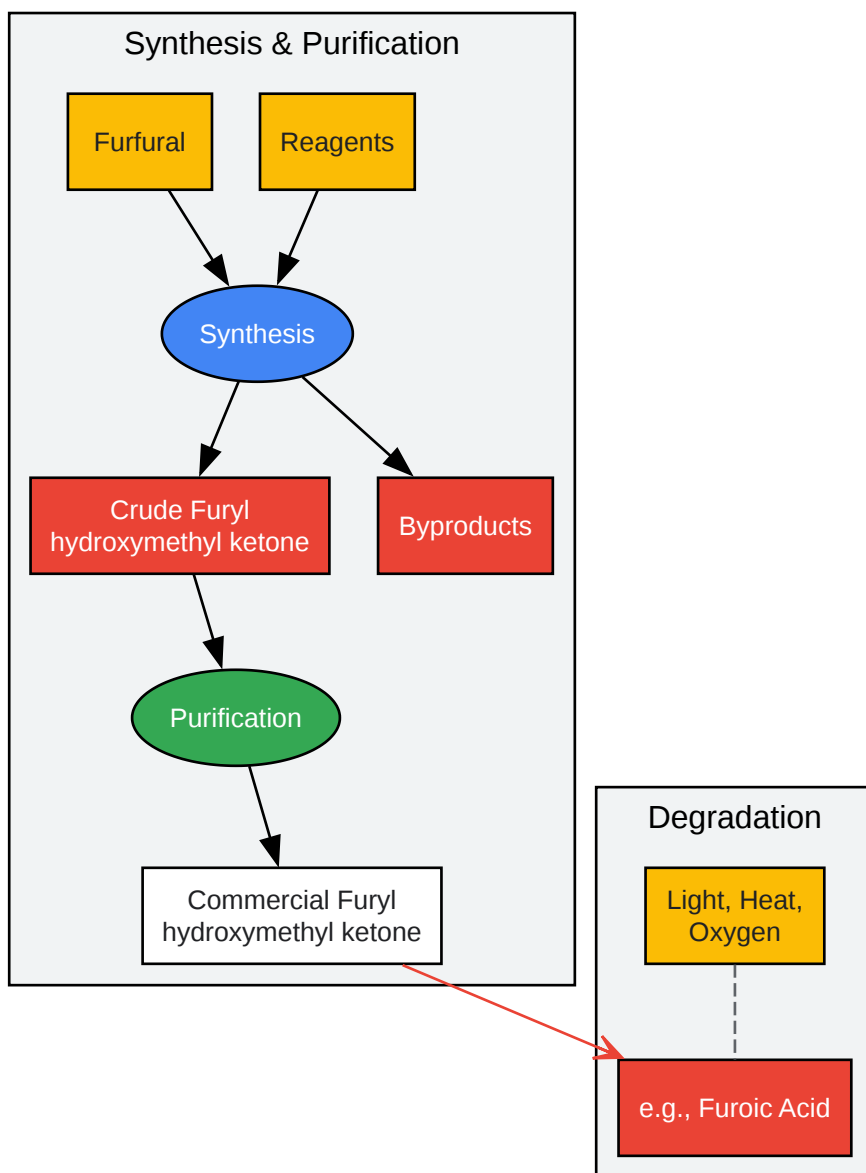 Synthesis & Purification
Furfural
Reagents
Synthesis
Crude Furyl
hydroxymethyl ketone
Byproducts
Purification
Commercial Furyl
hydroxymethyl ketone
Degradation
Light, Heat,
Oxygen
e.g., Furoic Acid